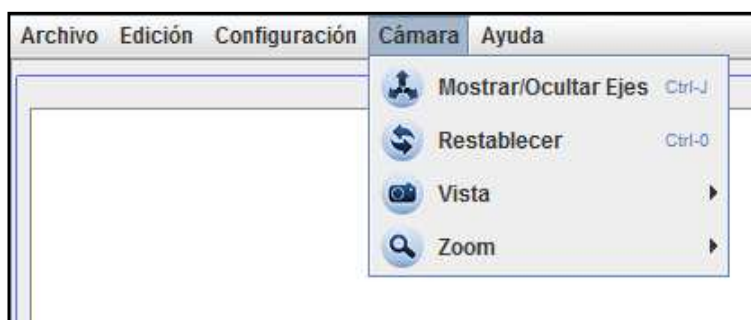 Archivo Edición Configuración Cámara Ayuda
Mostrar/Ocultar Ejes Ctrl-J
Restablecer Ctrl-0
Vista
Zoom